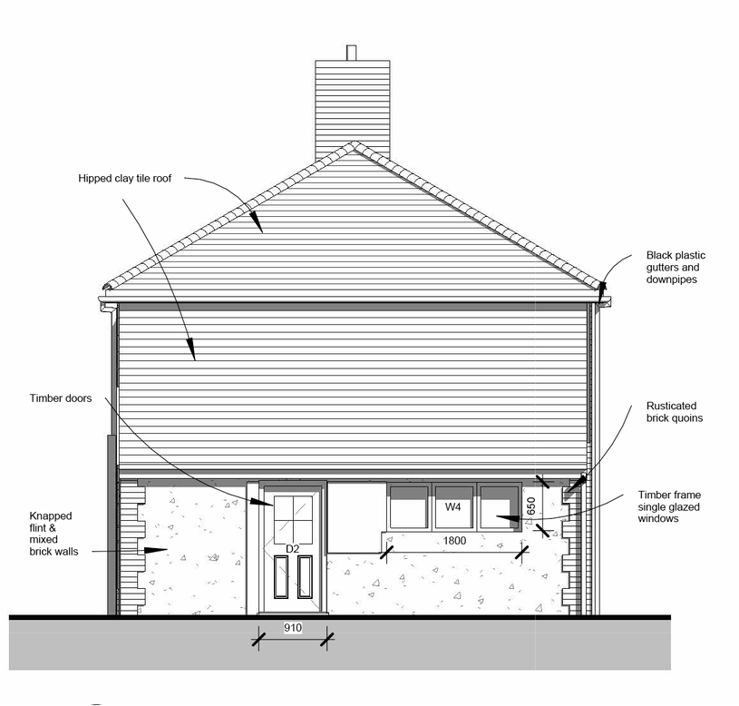 Hipped clay tile roof
Black plastic
gutters and
downpipes
Timber doors
Rusticated
brick quoins
Timber frame
single glazed
windows
W4
650
Knapped
flint &
mixed
brick walls
1800
D2
910